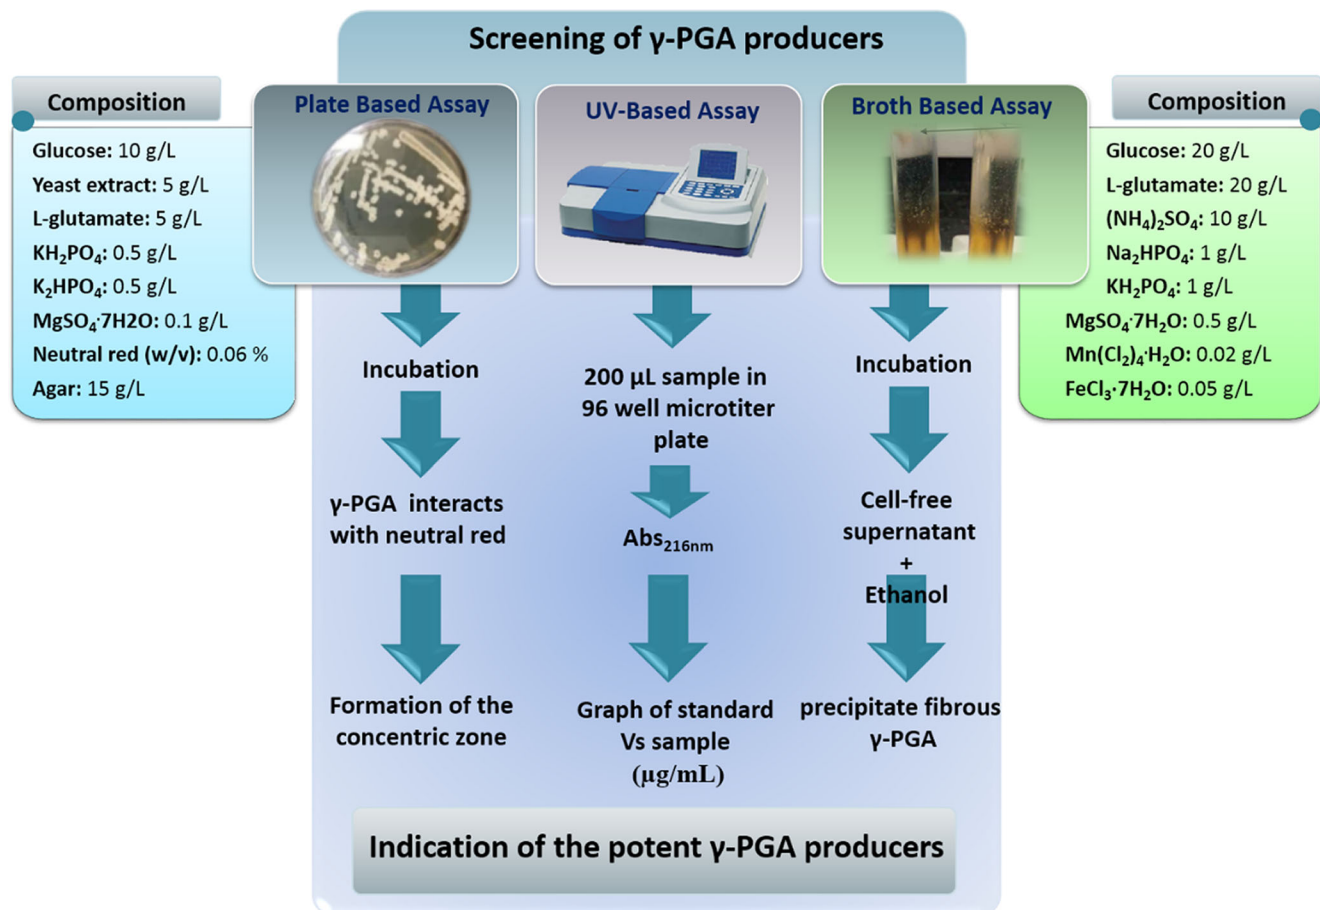 Screening of γ-PGA producers
Composition
Glucose: 10 g/L
Yeast extract: 5 g/L
L-glutamate: 5 g/L
KH₂PO₄: 0.5 g/L
K₂HPO₄: 0.5 g/L
MgSO₄·7H2O: 0.1 g/L
Neutral red (w/v): 0.06 %
Agar: 15 g/L
Plate Based Assay
Incubation
γ-PGA interacts
with neutral red
Formation of the
concentric zone
UV-Based Assay
200 µL sample in
96 well microtiter
plate
Abs₂₁₆ₙₘ
Graph of standard
Vs sample
(µg/mL)
Broth Based Assay
Incubation
Cell-free
supernatant
+
Ethanol
precipitate fibrous
γ-PGA
Composition
Glucose: 20 g/L
L-glutamate: 20 g/L
(NH₄)₂SO₄: 10 g/L
Na₂HPO₄: 1 g/L
KH₂PO₄: 1 g/L
MgSO₄·7H₂O: 0.5 g/L
Mn(Cl₂)₄·H₂O: 0.02 g/L
FeCl₃·7H₂O: 0.05 g/L
Indication of the potent γ-PGA producers